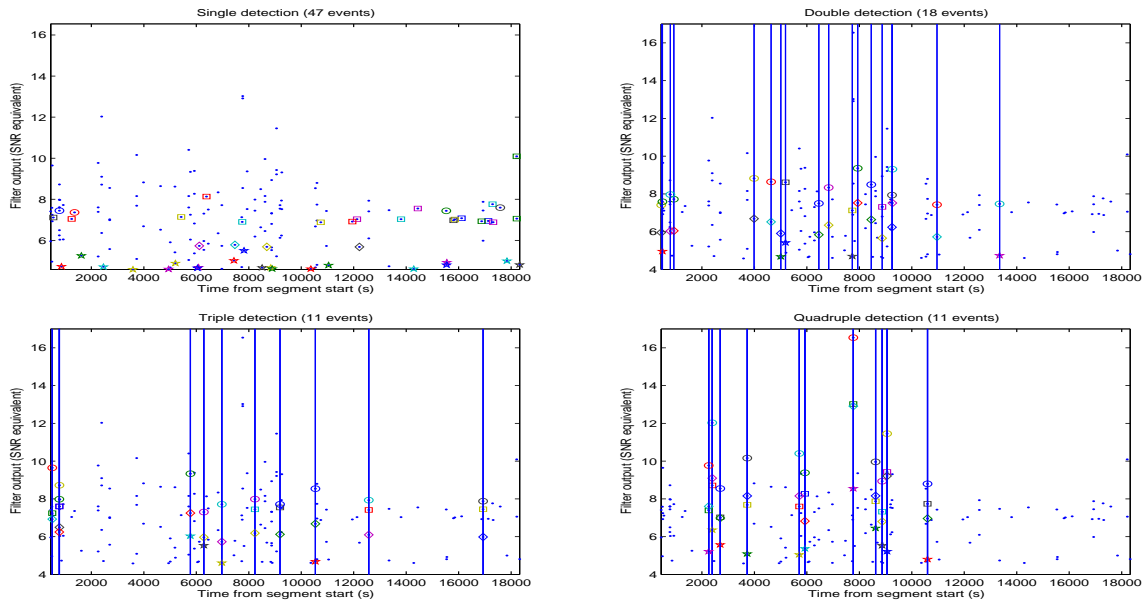 Single detection (47 events)
Filter output (SNR equivalent)
16
14
12
10
8
6
2000 4000 6000 8000 10000 12000 14000 16000 18000
Time from segment start (s)
Double detection (18 events)
Filter output (SNR equivalent)
16
14
12
10
8
6
4
2000 4000 6000 8000 10000 12000 14000 16000 18000
Time from segment start (s)
Triple detection (11 events)
Filter output (SNR equivalent)
16
14
12
10
8
6
4
2000 4000 6000 8000 10000 12000 14000 16000 18000
Time from segment start (s)
Quadruple detection (11 events)
Filter output (SNR equivalent)
16
14
12
10
8
6
4
2000 4000 6000 8000 10000 12000 14000 16000 18000
Time from segment start (s)